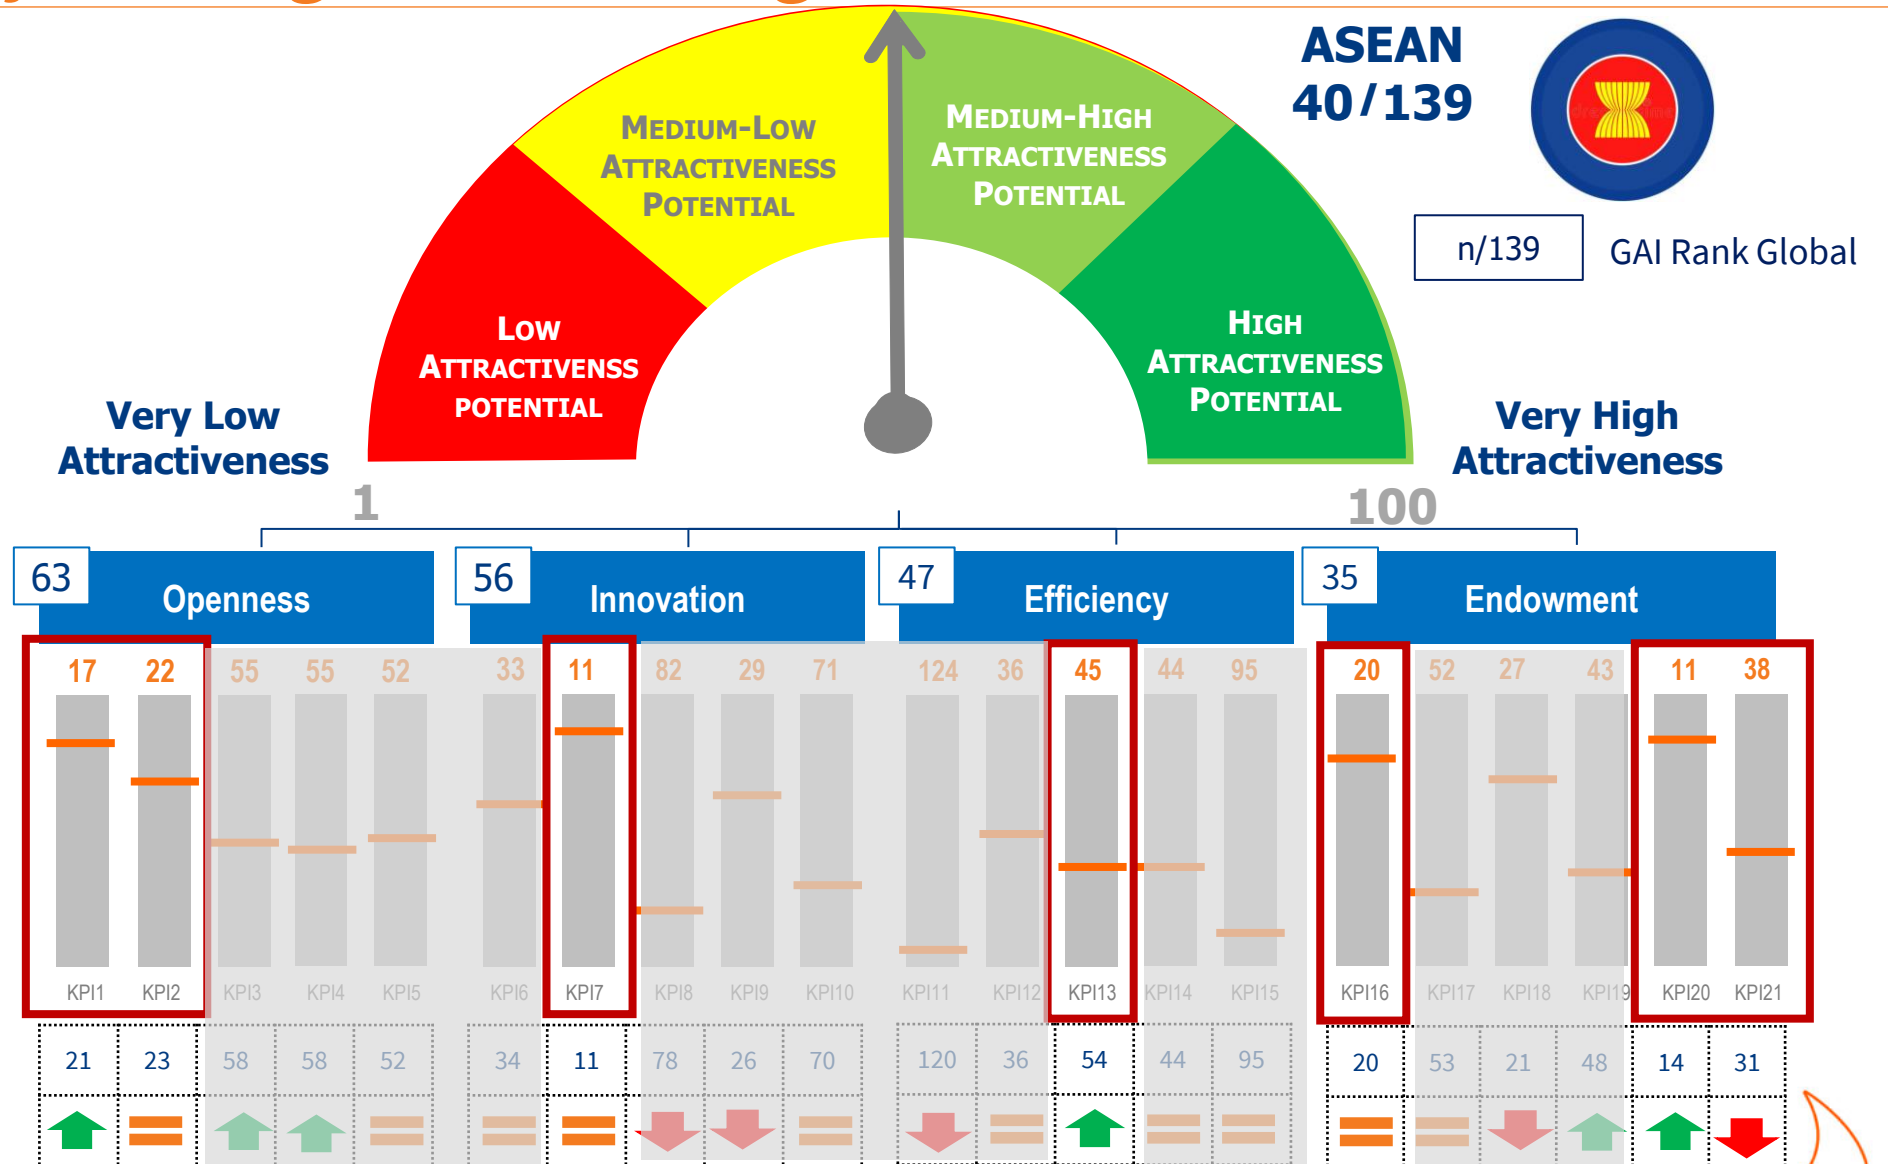 ASEAN
40/139
MEDIUM-LOW
ATTRACTIVENESS
POTENTIAL
MEDIUM-HIGH
ATTRACTIVENESS
POTENTIAL
n/139
GAI Rank Global
LOW
ATTRACTIVENSS
POTENTIAL
HIGH
ATTRACTIVENESS
POTENTIAL
Very Low
Attractiveness
Very High
Attractiveness
1
100
63
Openness
56
Innovation
47
Efficiency
35
Endowment
17 22 55 55 52 33 11 82 29 71 124 36 45 44 95 20 52 27 43 11 38
KPI1 KPI2 KPI3 KPI4 KPI5 KPI6 KPI7 KPI8 KPI9 KPI10 KPI11 KPI12 KPI13 KPI14 KPI15 KPI16 KPI17 KPI18 KPI19 KPI20 KPI21
21 23 58 58 52 34 11 78 26 70 120 36 54 44 95 20 53 21 48 14 31